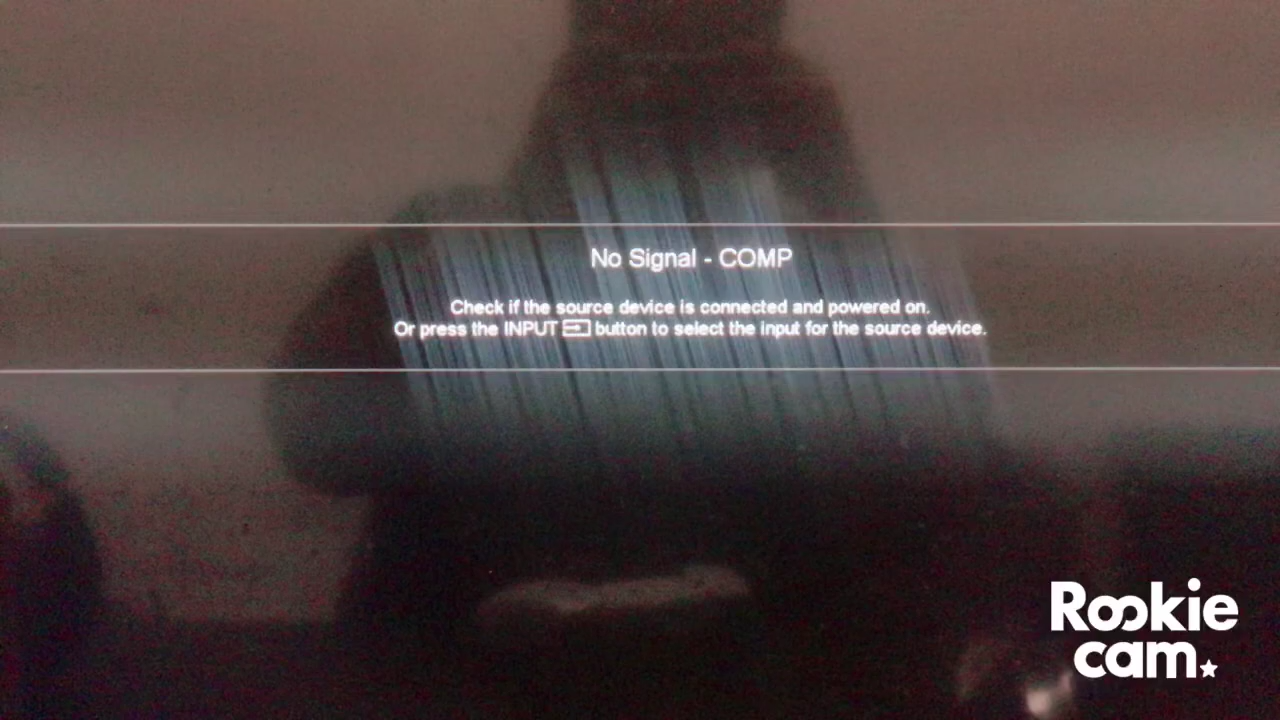 No Signal - COMP
Check if the source device is connected and powered on.
Or press the INPUT button to select the input for the source device.
Rookie
cam.